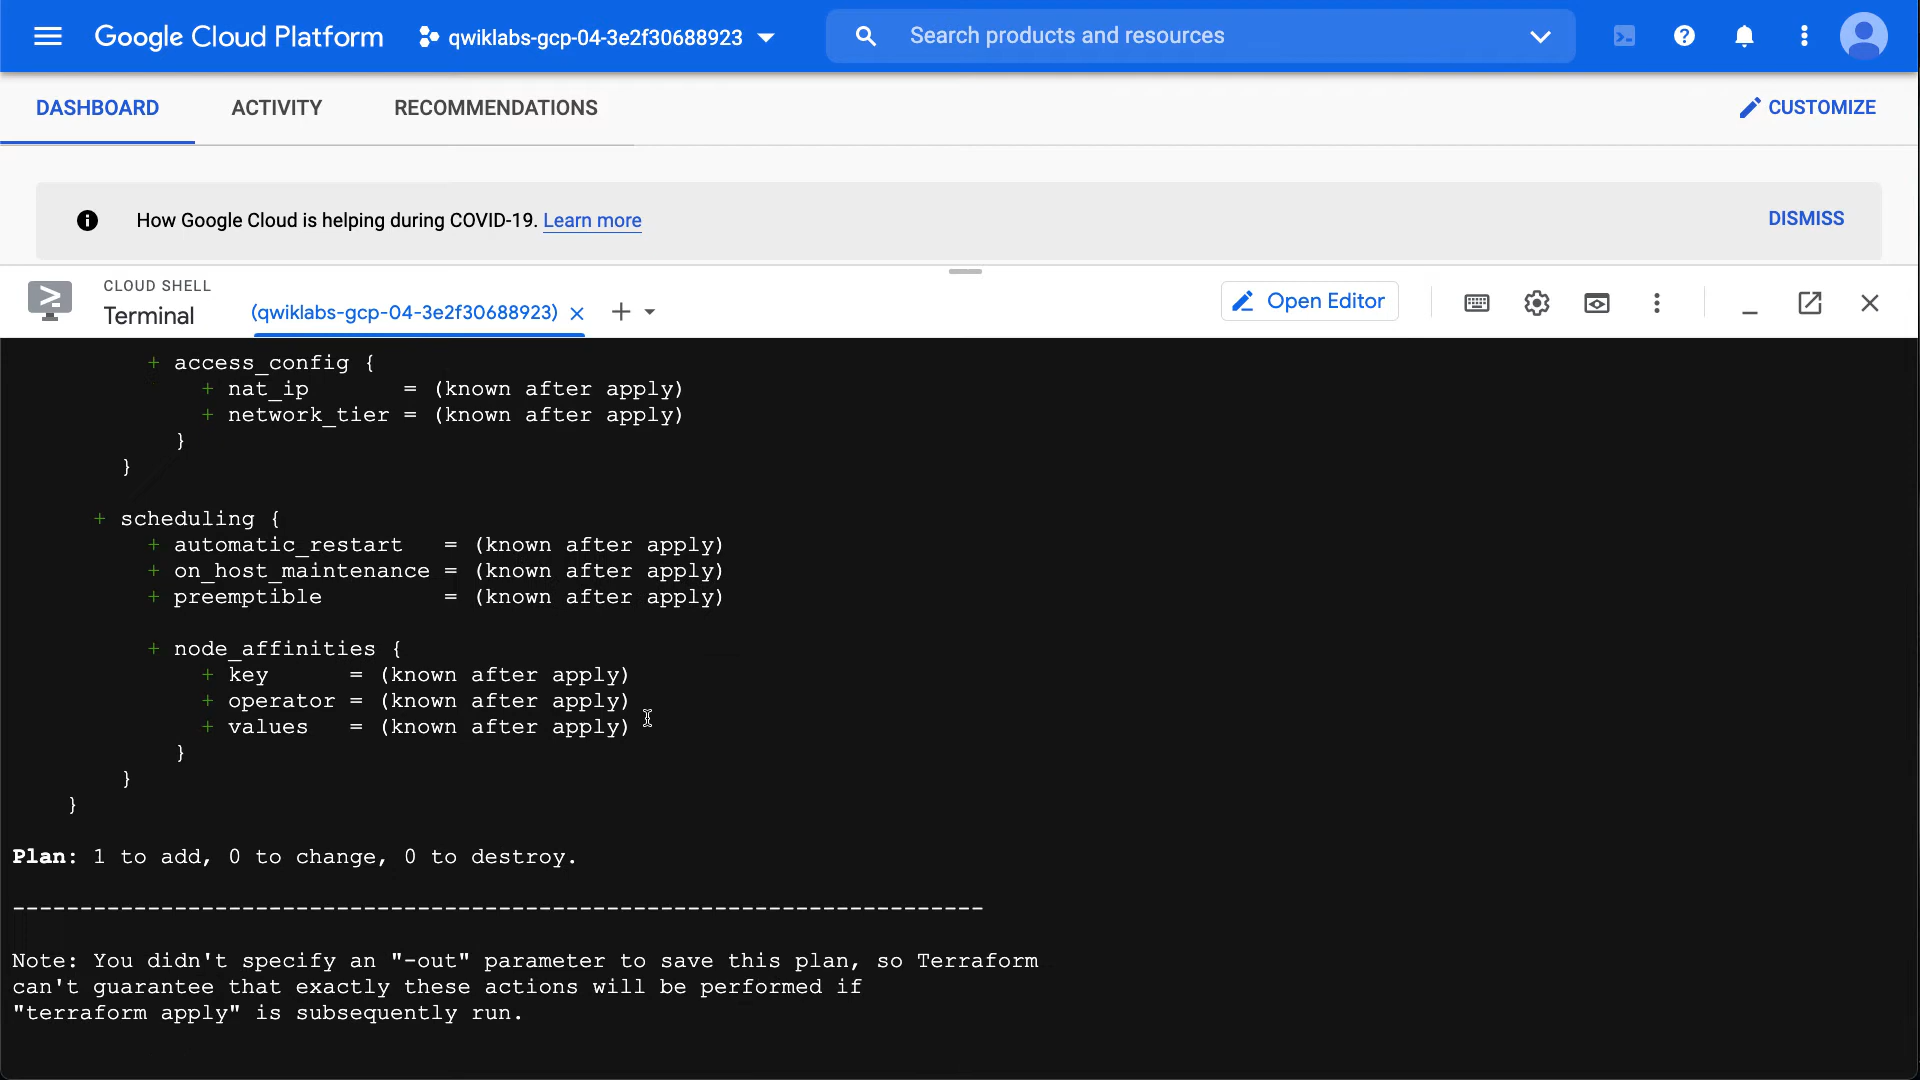 Google Cloud Platform
qwiklabs-gcp-04-3e2f30688923
Search products and resources
DASHBOARD
ACTIVITY
RECOMMENDATIONS
CUSTOMIZE
How Google Cloud is helping during COVID-19. Learn more
DISMISS
CLOUD SHELL
Terminal
(qwiklabs-gcp-04-3e2f30688923)
Open Editor
+ access_config {
+ nat_ip       = (known after apply)
+ network_tier = (known after apply)
}
}
+ scheduling {
+ automatic_restart   = (known after apply)
+ on_host_maintenance = (known after apply)
+ preemptible         = (known after apply)
+ node_affinities {
+ key      = (known after apply)
+ operator = (known after apply)
+ values   = (known after apply)
}
}
}
Plan: 1 to add, 0 to change, 0 to destroy.
------------------------------------------------------------------------
Note: You didn't specify an "-out" parameter to save this plan, so Terraform
can't guarantee that exactly these actions will be performed if
"terraform apply" is subsequently run.